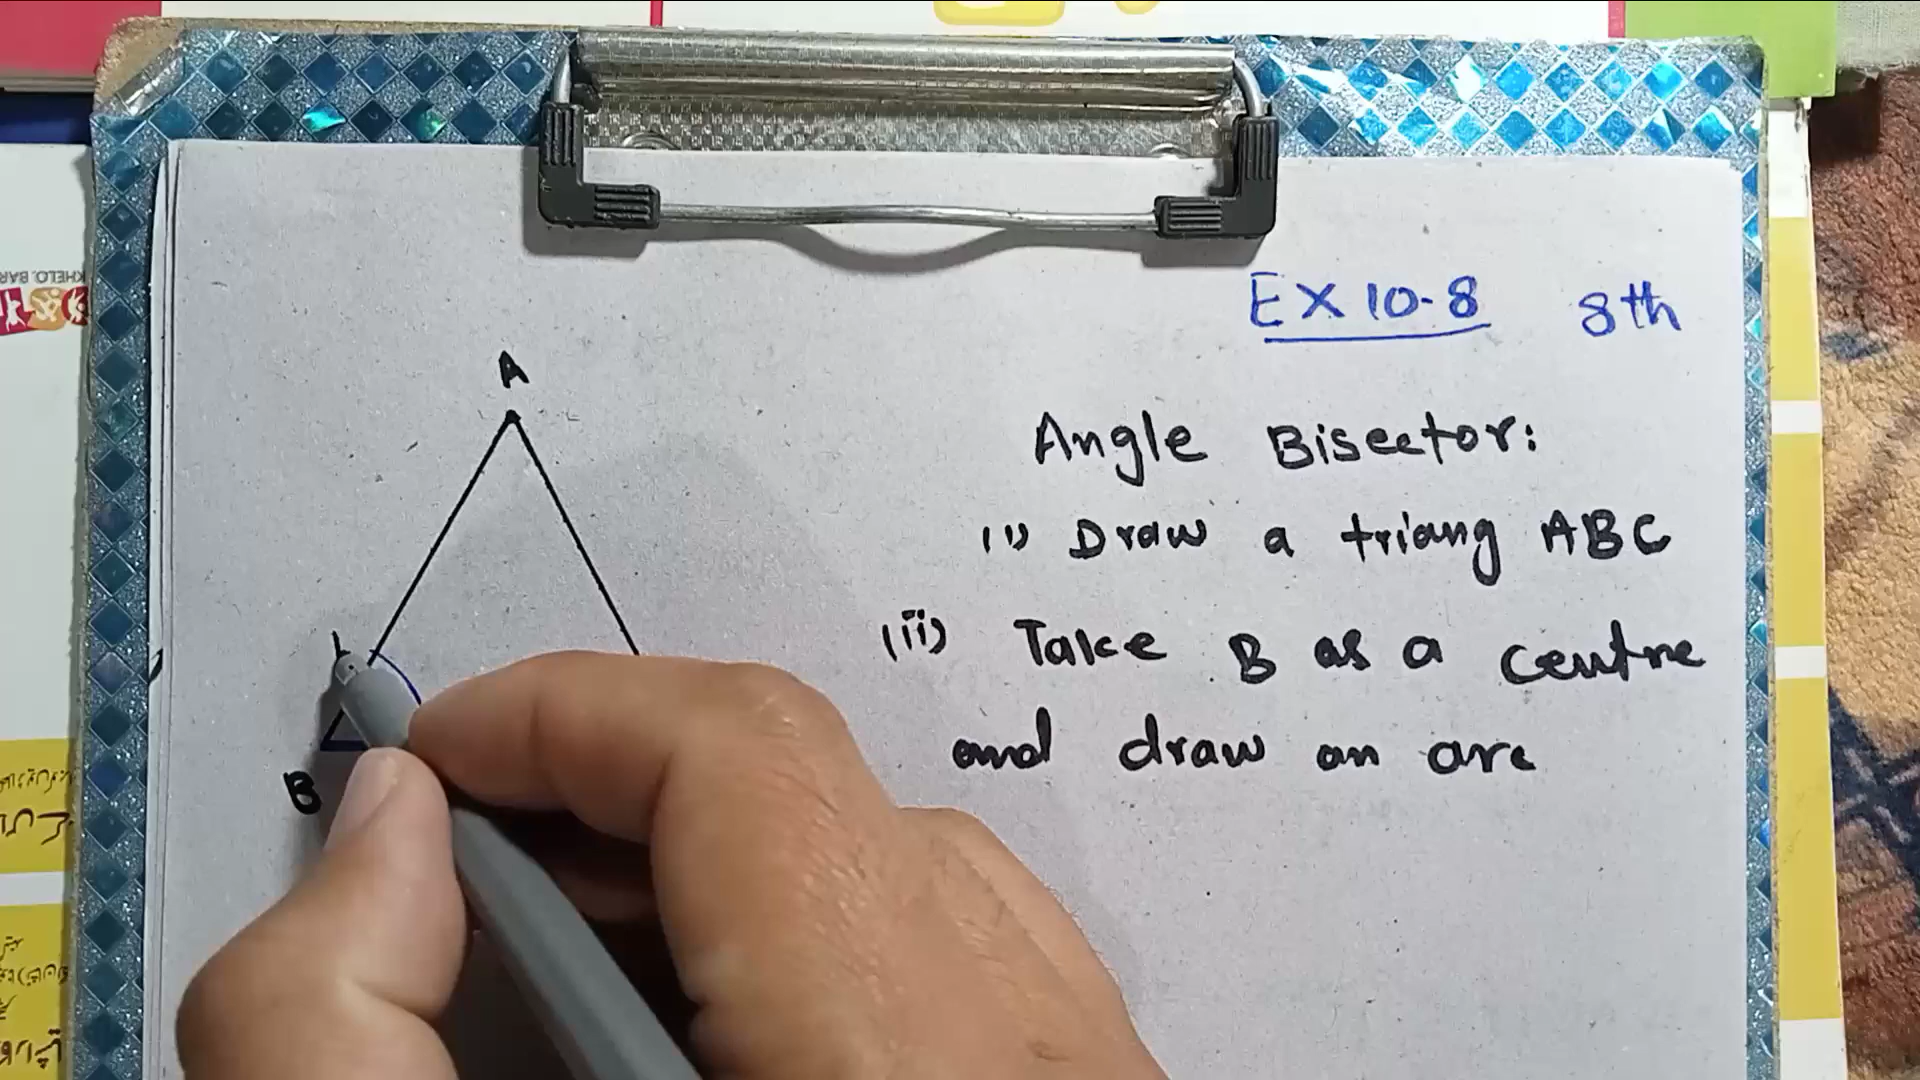 EX 10-8 8th
A
Angle Bisector:
(i) Draw a triang ABC
(ii) Take B as a centre
and draw an arc
B